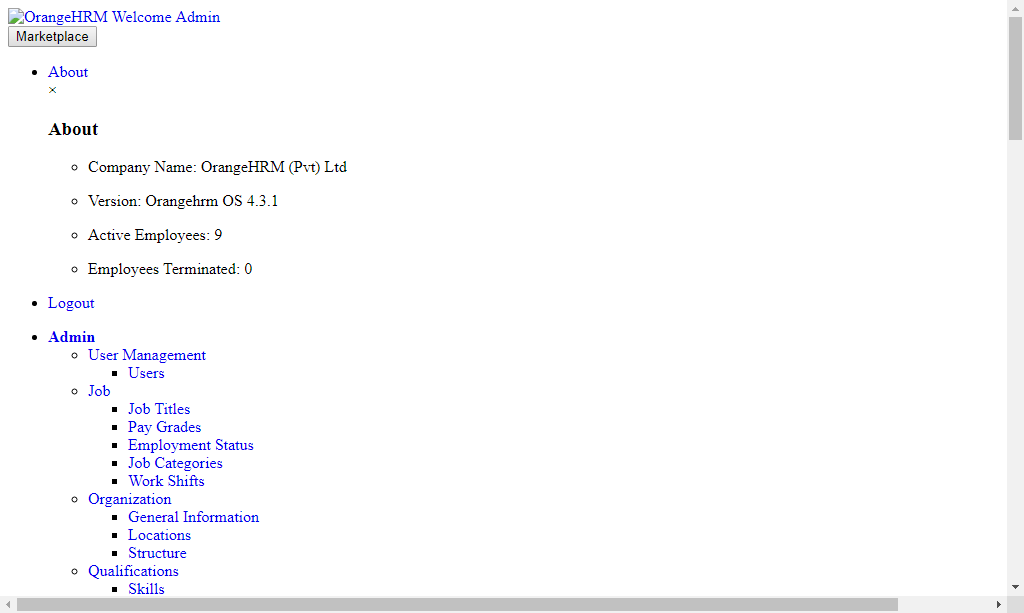 OrangeHRM Welcome Admin
Marketplace
About
×
About
Company Name: OrangeHRM (Pvt) Ltd
Version: Orangehrm OS 4.3.1
Active Employees: 9
Employees Terminated: 0
Logout
Admin
User Management
Users
Job
Job Titles
Pay Grades
Employment Status
Job Categories
Work Shifts
Organization
General Information
Locations
Structure
Qualifications
Skills